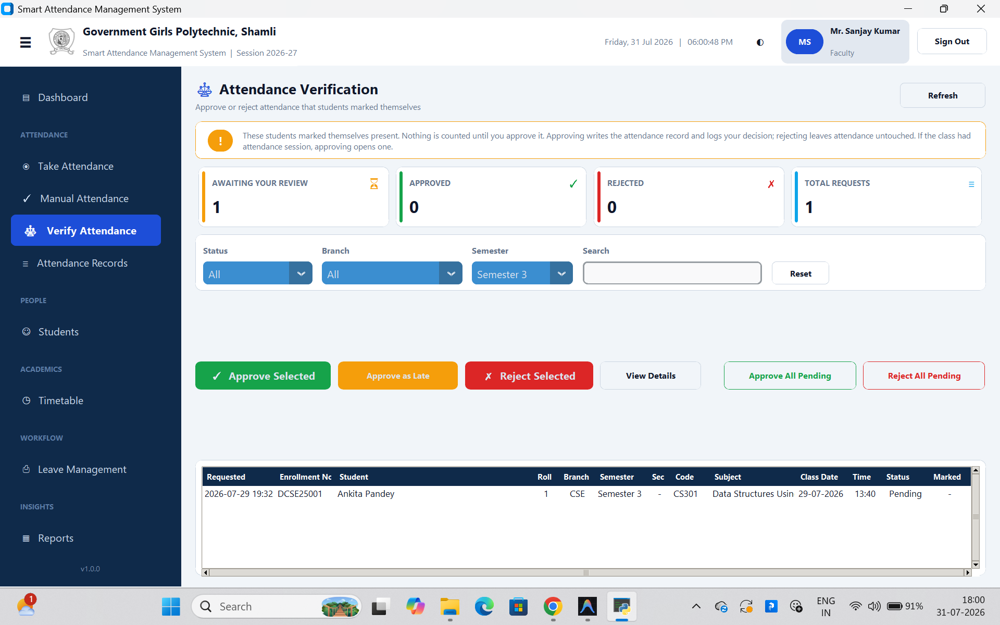 Smart Attendance Management System
Government Girls Polytechnic, Shamli
Smart Attendance Management System | Session 2026-27
Friday, 31 Jul 2026 | 06:00:48 PM
MS
Mr. Sanjay Kumar
Faculty
Sign Out
Dashboard
ATTENDANCE
Take Attendance
Manual Attendance
Verify Attendance
Attendance Records
PEOPLE
Students
ACADEMICS
Timetable
WORKFLOW
Leave Management
INSIGHTS
Reports
v1.0.0
Attendance Verification
Approve or reject attendance that students marked themselves
Refresh
!
These students marked themselves present. Nothing is counted until you approve it. Approving writes the attendance record and logs your decision; rejecting leaves attendance untouched. If the class had
attendance session, approving opens one.
AWAITING YOUR REVIEW
1
APPROVED ✓
0
REJECTED ✗
0
TOTAL REQUESTS
1
Status Branch Semester Search
All All Semester 3 Reset
✓ Approve Selected
Approve as Late
✗ Reject Selected
View Details
Approve All Pending
Reject All Pending
Requested Enrollment Nc Student Roll Branch Semester Sec Code Subject Class Date Time Status Marked
2026-07-29 19:32 DCSE25001 Ankita Pandey 1 CSE Semester 3 - CS301 Data Structures Usin 29-07-2026 13:40 Pending -
1
Search
ENG
IN
91%
18:00
31-07-2026